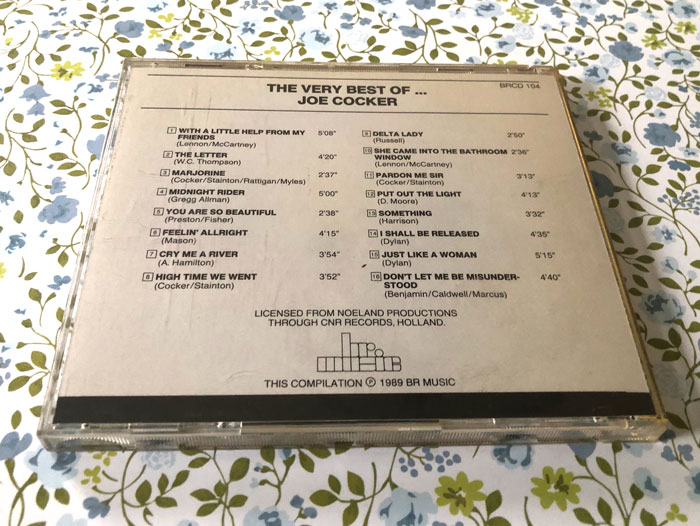 THE VERY BEST OF ...
JOE COCKER
BRCD 104
1 WITH A LITTLE HELP FROM MY 5'08"
FRIENDS
(Lennon/McCartney)
2 THE LETTER 4'20"
(W.C. Thompson)
3 MARJORINE 2'37"
(Cocker/Stainton/Rattigan/Myles)
4 MIDNIGHT RIDER 5'00"
(Gregg Allman)
5 YOU ARE SO BEAUTIFUL 2'38"
(Preston/Fisher)
6 FEELIN' ALLRIGHT 4'15"
(Mason)
7 CRY ME A RIVER 3'54"
(A. Hamilton)
8 HIGH TIME WE WENT 3'52"
(Cocker/Stainton)
9 DELTA LADY 2'50"
(Russell)
10 SHE CAME INTO THE BATHROOM 2'36"
WINDOW
(Lennon/McCartney)
11 PARDON ME SIR 3'13"
(Cocker/Stainton)
12 PUT OUT THE LIGHT 4'13"
(D. Moore)
13 SOMETHING 3'32"
(Harrison)
14 I SHALL BE RELEASED 4'35"
(Dylan)
15 JUST LIKE A WOMAN 5'15"
(Dylan)
16 DON'T LET ME BE MISUNDER- 4'40"
STOOD
(Benjamin/Caldwell/Marcus)
LICENSED FROM NOELAND PRODUCTIONS
THROUGH CNR RECORDS, HOLLAND.
br
music
THIS COMPILATION ℗ 1989 BR MUSIC